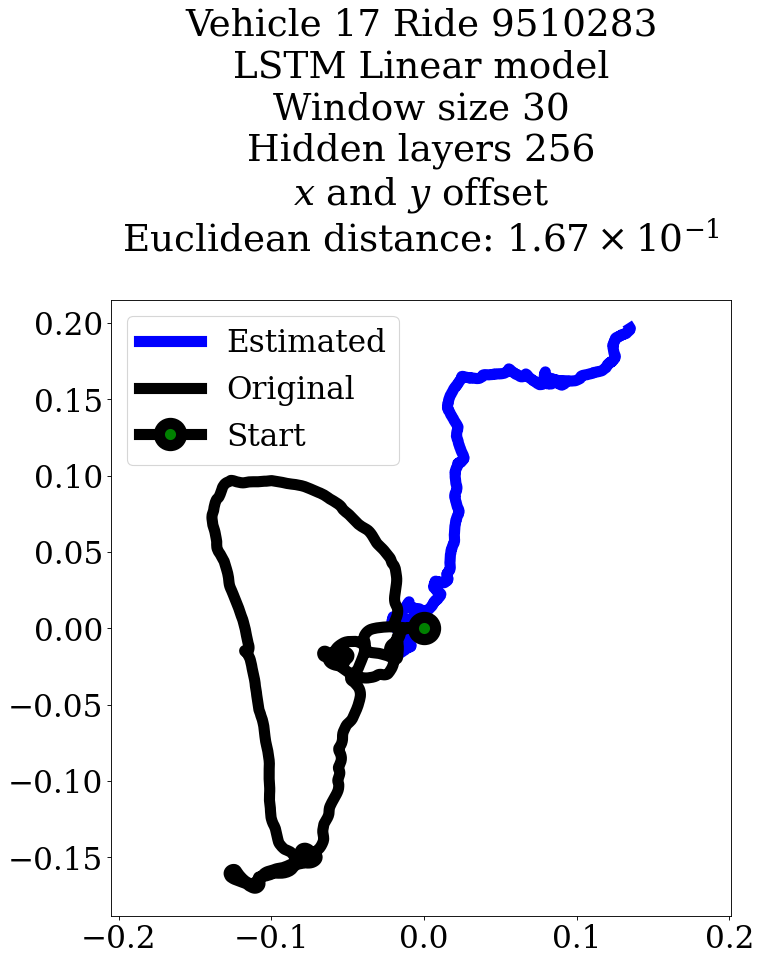 Vehicle 17 Ride 9510283
LSTM Linear model
Window size 30
Hidden layers 256
x and y offset
Euclidean distance: 1.67 × 10⁻¹
Estimated
Original
Start
0.20
0.15
0.10
0.05
0.00
−0.05
−0.10
−0.15
−0.2 −0.1 0.0 0.1 0.2